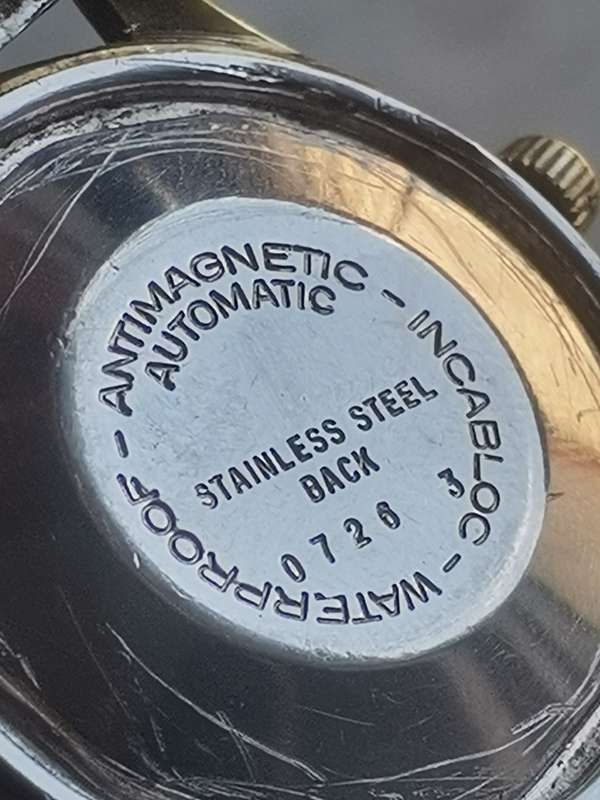 ANTIMAGNETIC - INCABLOC - WATERPROOF -
AUTOMATIC
STAINLESS STEEL
BACK
0726 3